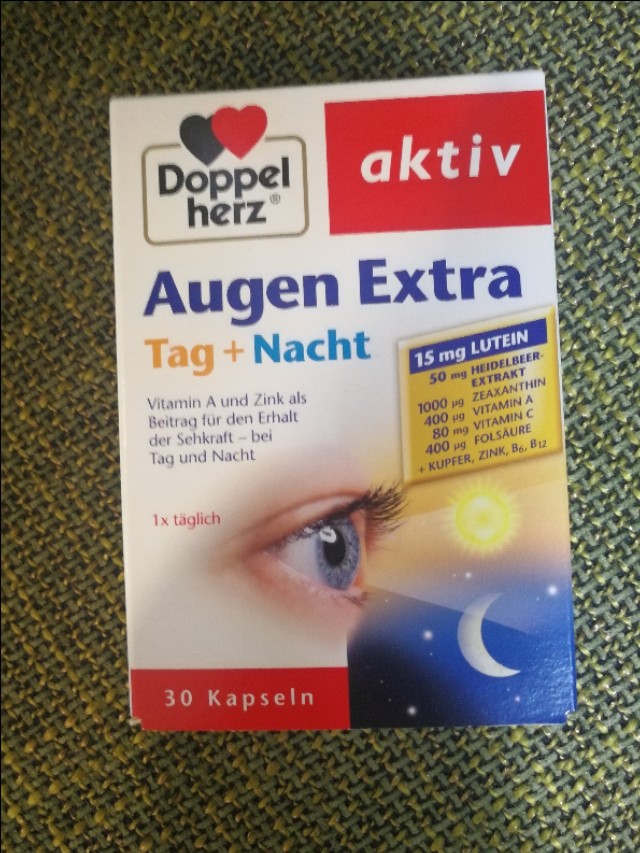 Doppel
herz®
aktiv
Augen Extra
Tag + Nacht
Vitamin A und Zink als
Beitrag für den Erhalt
der Sehkraft – bei
Tag und Nacht
1x täglich
15 mg LUTEIN
50 mg HEIDELBEER-
EXTRAKT
1000 µg ZEAXANTHIN
400 µg VITAMIN A
80 mg VITAMIN C
400 µg FOLSÄURE
+ KUPFER, ZINK, B6, B12
30 Kapseln